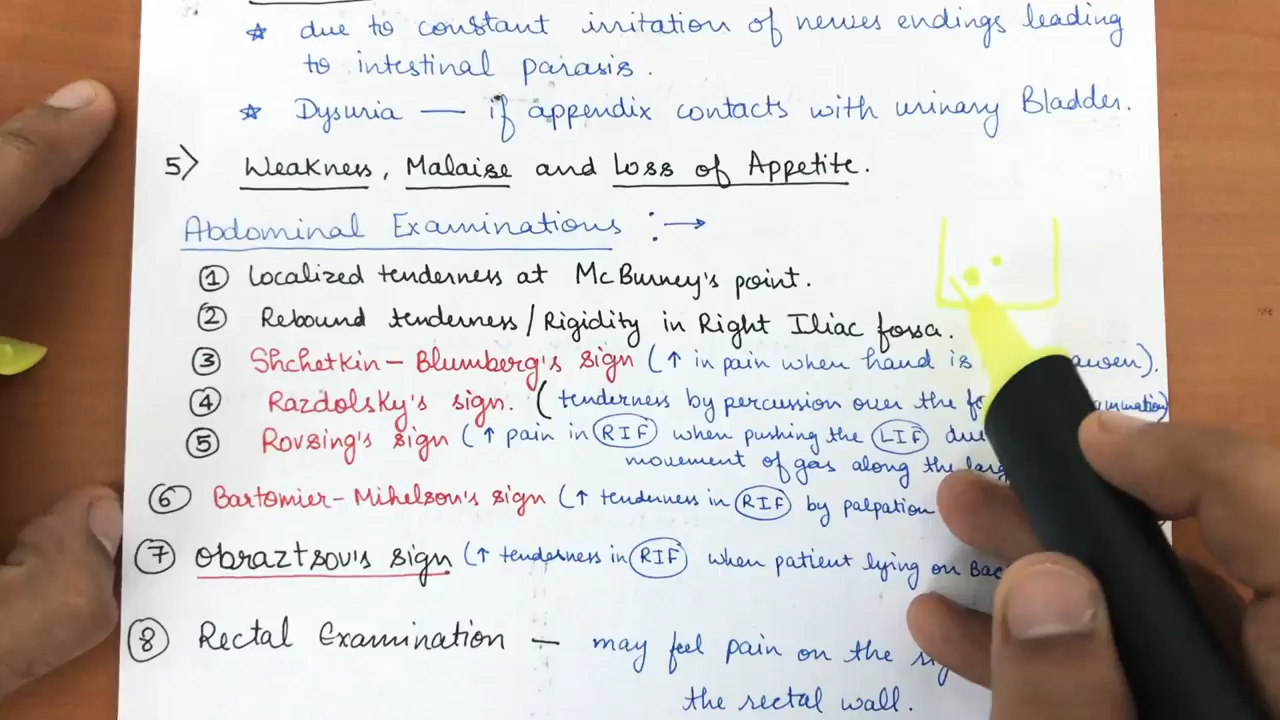 ☆ due to constant irritation of nerves endings leading
to intestinal parasis.
☆ Dysuria — if appendix contacts with urinary Bladder.
5> Weakness, Malaise and Loss of Appetite.
Abdominal Examinations :→
① Localized tenderness at McBurney's point.
② Rebound tenderness/Rigidity in Right Iliac fossa.
③ Shchetkin-Blumberg's sign (↑ in pain when hand is
④ Razdolsky's sign. (tenderness by percussion over the
⑤ Rovsing's sign (↑ pain in RIF when pushing the LIF due
movement of gas along the
⑥ Bartomier-Mihelson's sign (↑ tenderness in RIF by palpation
⑦ Obraztsov's sign (↑ tenderness in RIF when patient lying on
⑧ Rectal Examination — may feel pain on the
the rectal wall.